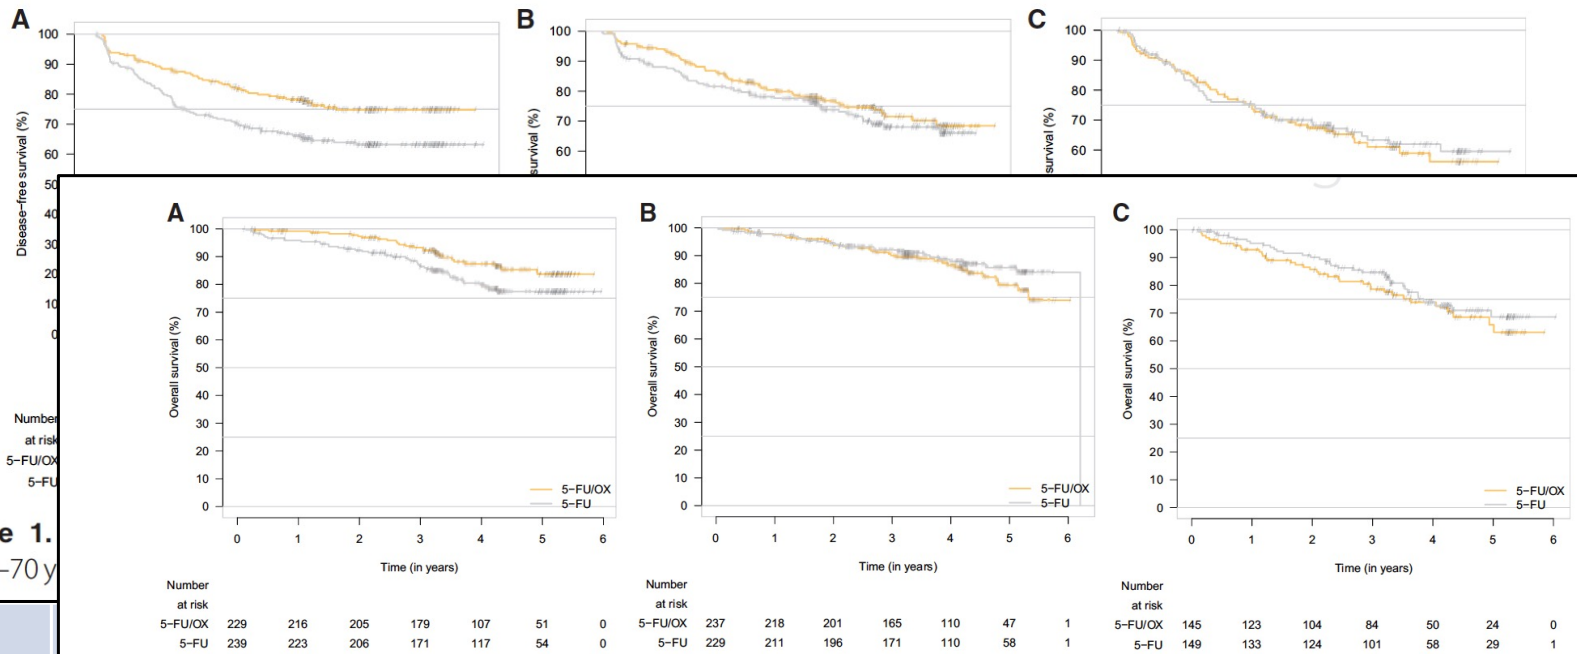 A
B
C
100
90
80
70
60
50
40
30
20
10
0
Disease−free survival (%)
100
90
80
70
60
survival (%)
100
90
80
70
60
survival (%)
Number
at risk
5−FU/OX
5−FU
e 1.
–70 y
A
100
90
80
70
60
50
40
30
20
10
0
Overall survival (%)
5−FU/OX
5−FU
0 1 2 3 4 5 6
Time (in years)
Number
at risk
5−FU/OX 229 216 205 179 107 51 0
5−FU 239 223 206 171 117 54 0
B
100
90
80
70
60
50
40
30
20
10
0
Overall survival (%)
5−FU/OX
5−FU
0 1 2 3 4 5 6
Time (in years)
Number
at risk
5−FU/OX 237 218 201 165 110 47 1
5−FU 229 211 196 171 110 58 1
C
100
90
80
70
60
50
40
30
20
10
0
Overall survival (%)
5−FU/OX
5−FU
0 1 2 3 4 5 6
Time (in years)
Number
at risk
5−FU/OX 145 123 104 84 50 24 0
5−FU 149 133 124 101 58 29 1